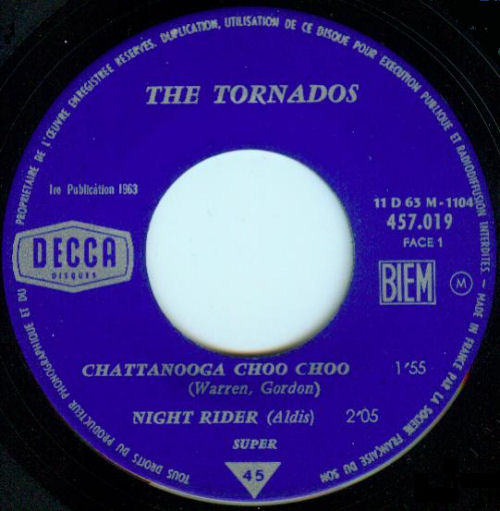 TOUS DROITS DU PRODUCTEUR PHONOGRAPHIQUE ET DU PROPRIETAIRE DE L'ŒUVRE ENREGISTREE RESERVES. DUPLICATION, UTILISATION DE CE DISQUE POUR EXECUTION PUBLIQUE ET RADIODIFFUSION INTERDITES - MADE IN FRANCE PAR LA SOCIETE FRANÇAISE DU SON
THE TORNADOS
1re Publication 1963
11 D 63 M-1104
457.019
FACE 1
DECCA
DISQUES
BIEM
M
CHATTANOOGA CHOO CHOO 1'55
(Warren, Gordon)
NIGHT RIDER (Aldis) 2'05
SUPER
45